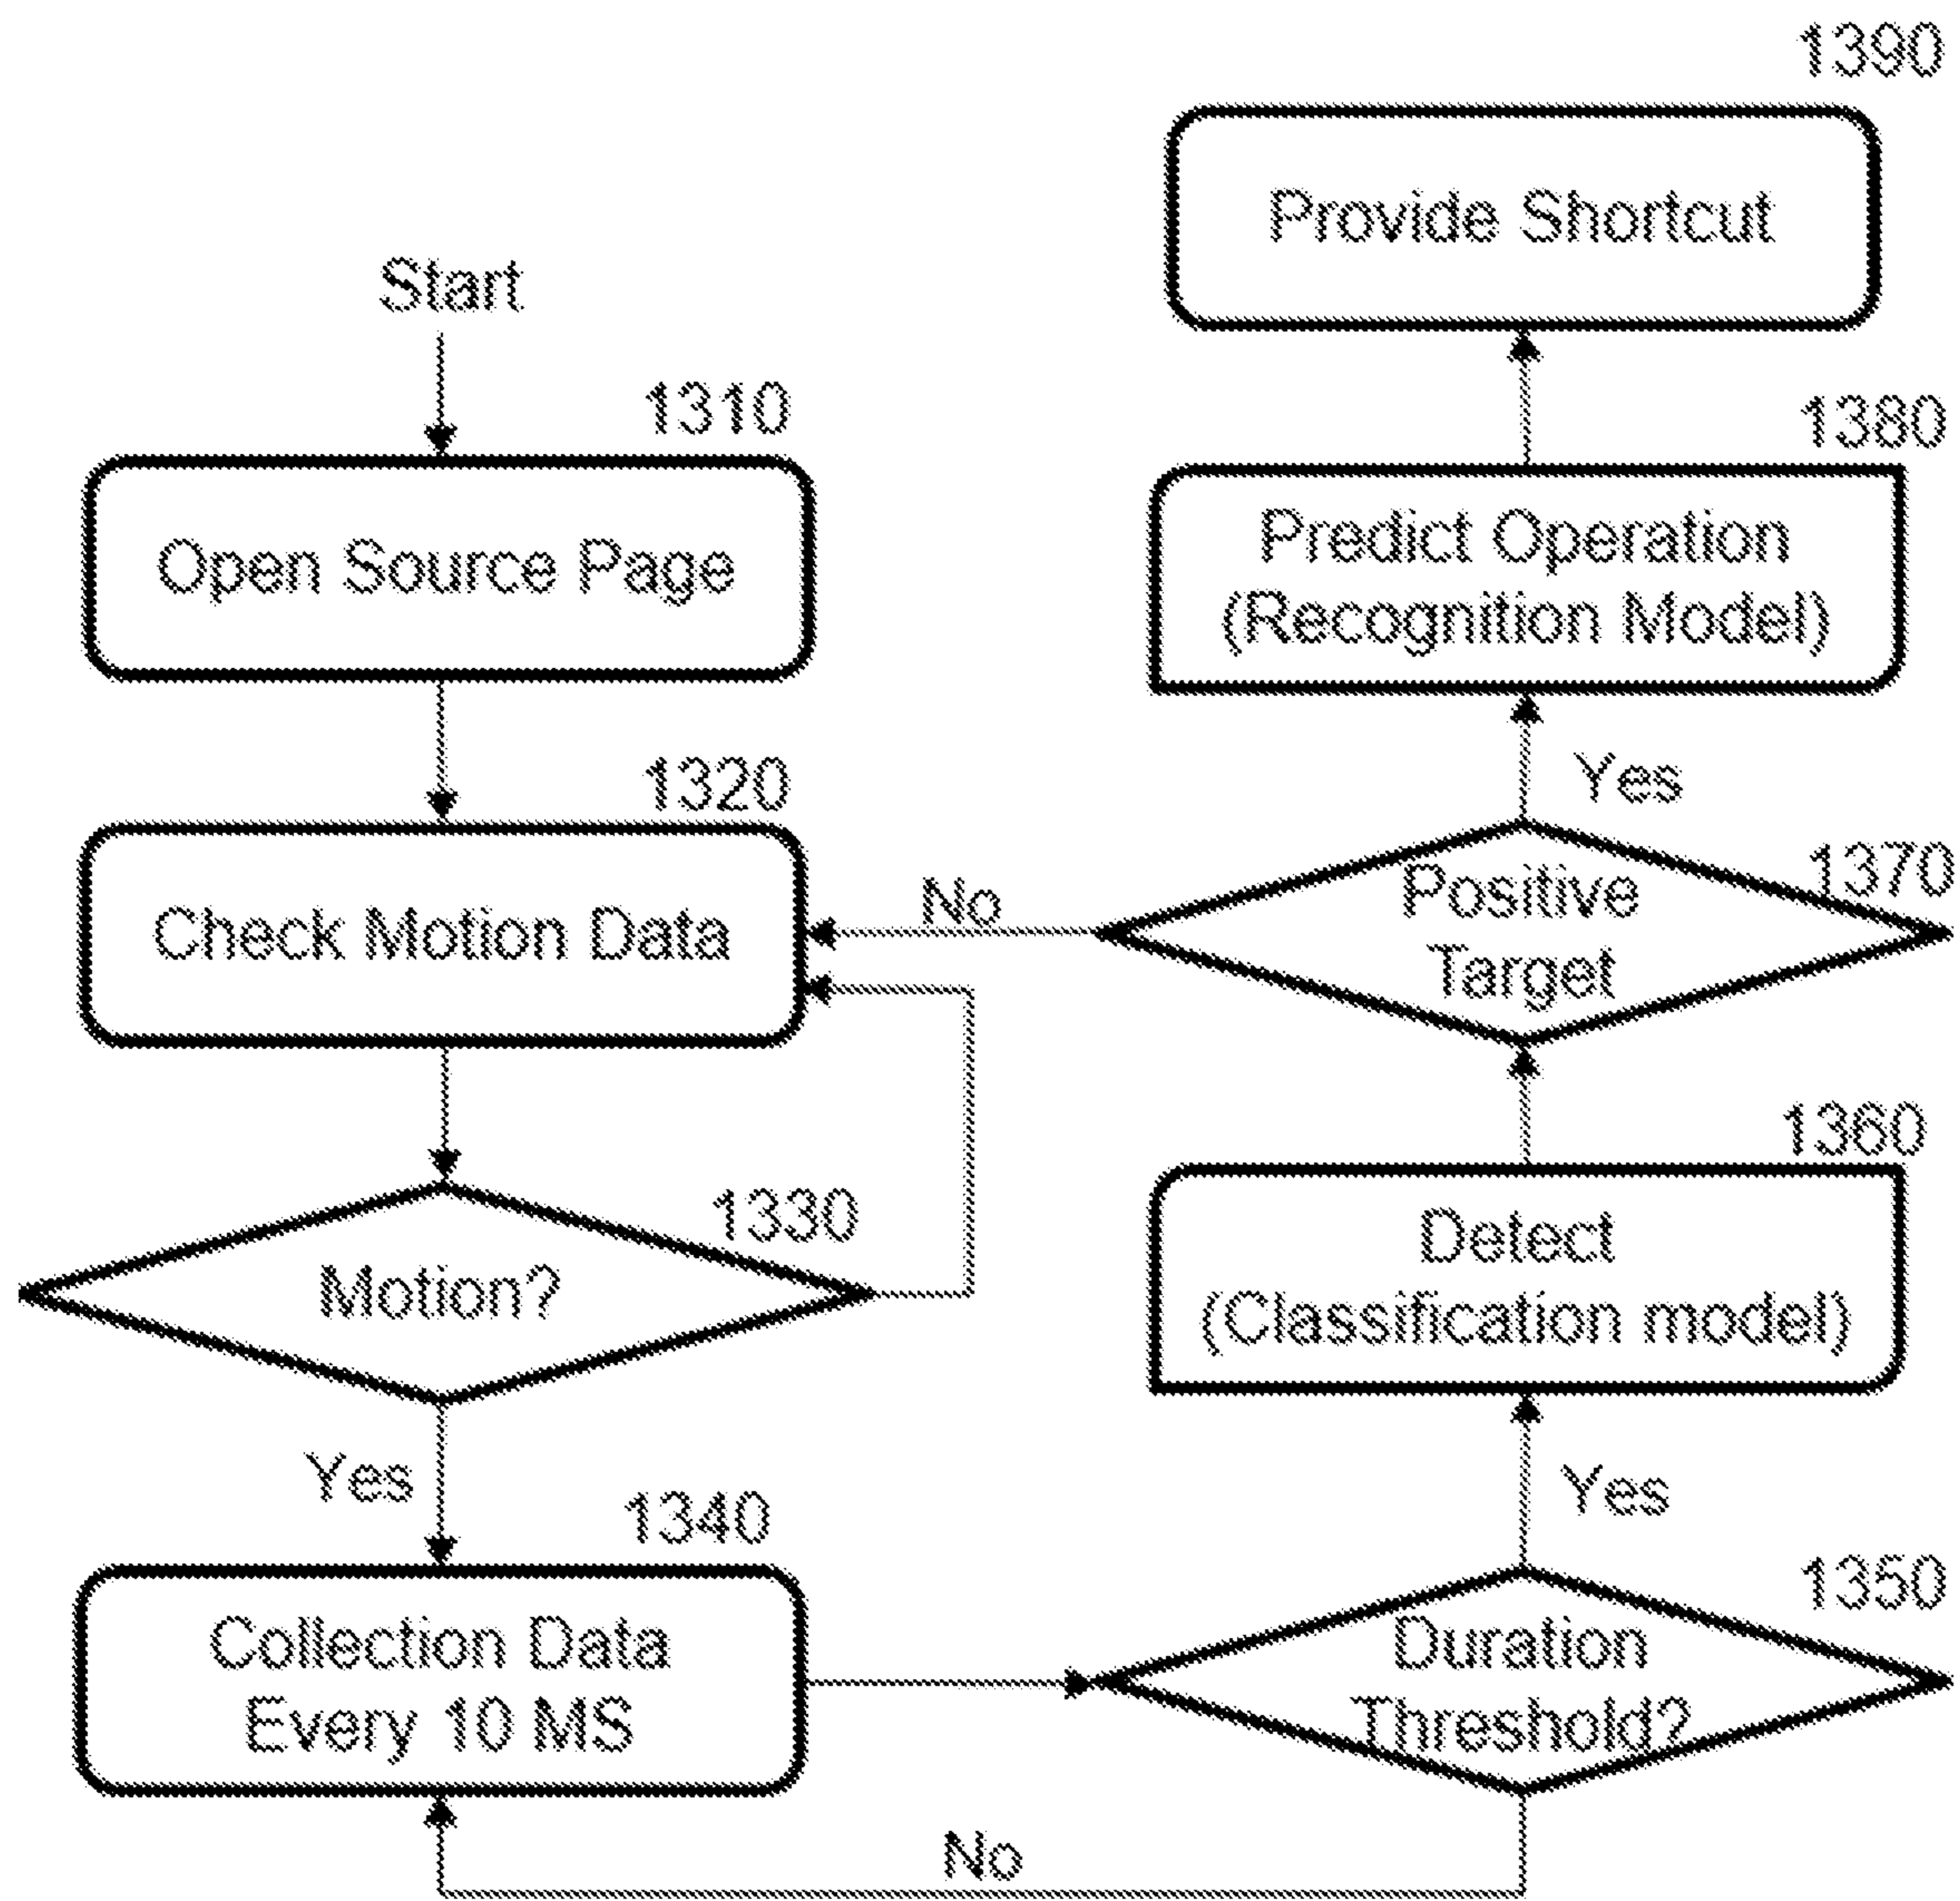 Start
1310
Open Source Page
1320
Check Motion Data
1330
Motion?
Yes
1340
Collection Data
Every 10 MS
No
1350
Duration
Threshold?
Yes
1360
Detect
(Classification model)
1370
Positive
Target
No
Yes
1380
Predict Operation
(Recognition Model)
1390
Provide Shortcut